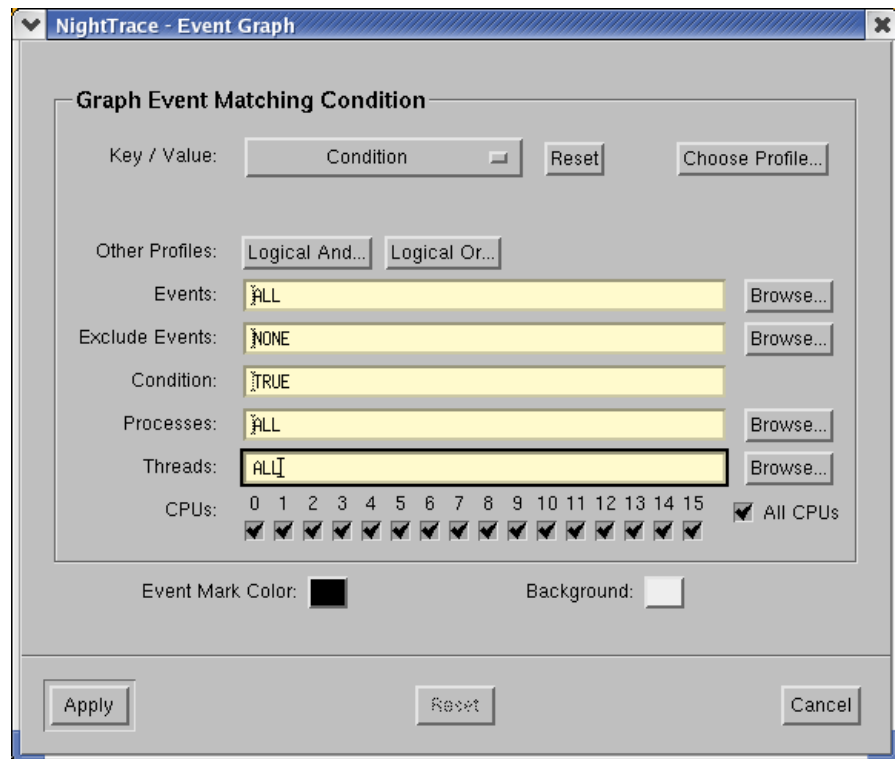 NightTrace - Event Graph
Graph Event Matching Condition
Key / Value: Condition Reset Choose Profile...
Other Profiles: Logical And... Logical Or...
Events: ALL Browse...
Exclude Events: NONE Browse...
Condition: TRUE
Processes: ALL Browse...
Threads: ALL Browse...
CPUs: 0 1 2 3 4 5 6 7 8 9 10 11 12 13 14 15 All CPUs
Event Mark Color: Background:
Apply Reset Cancel